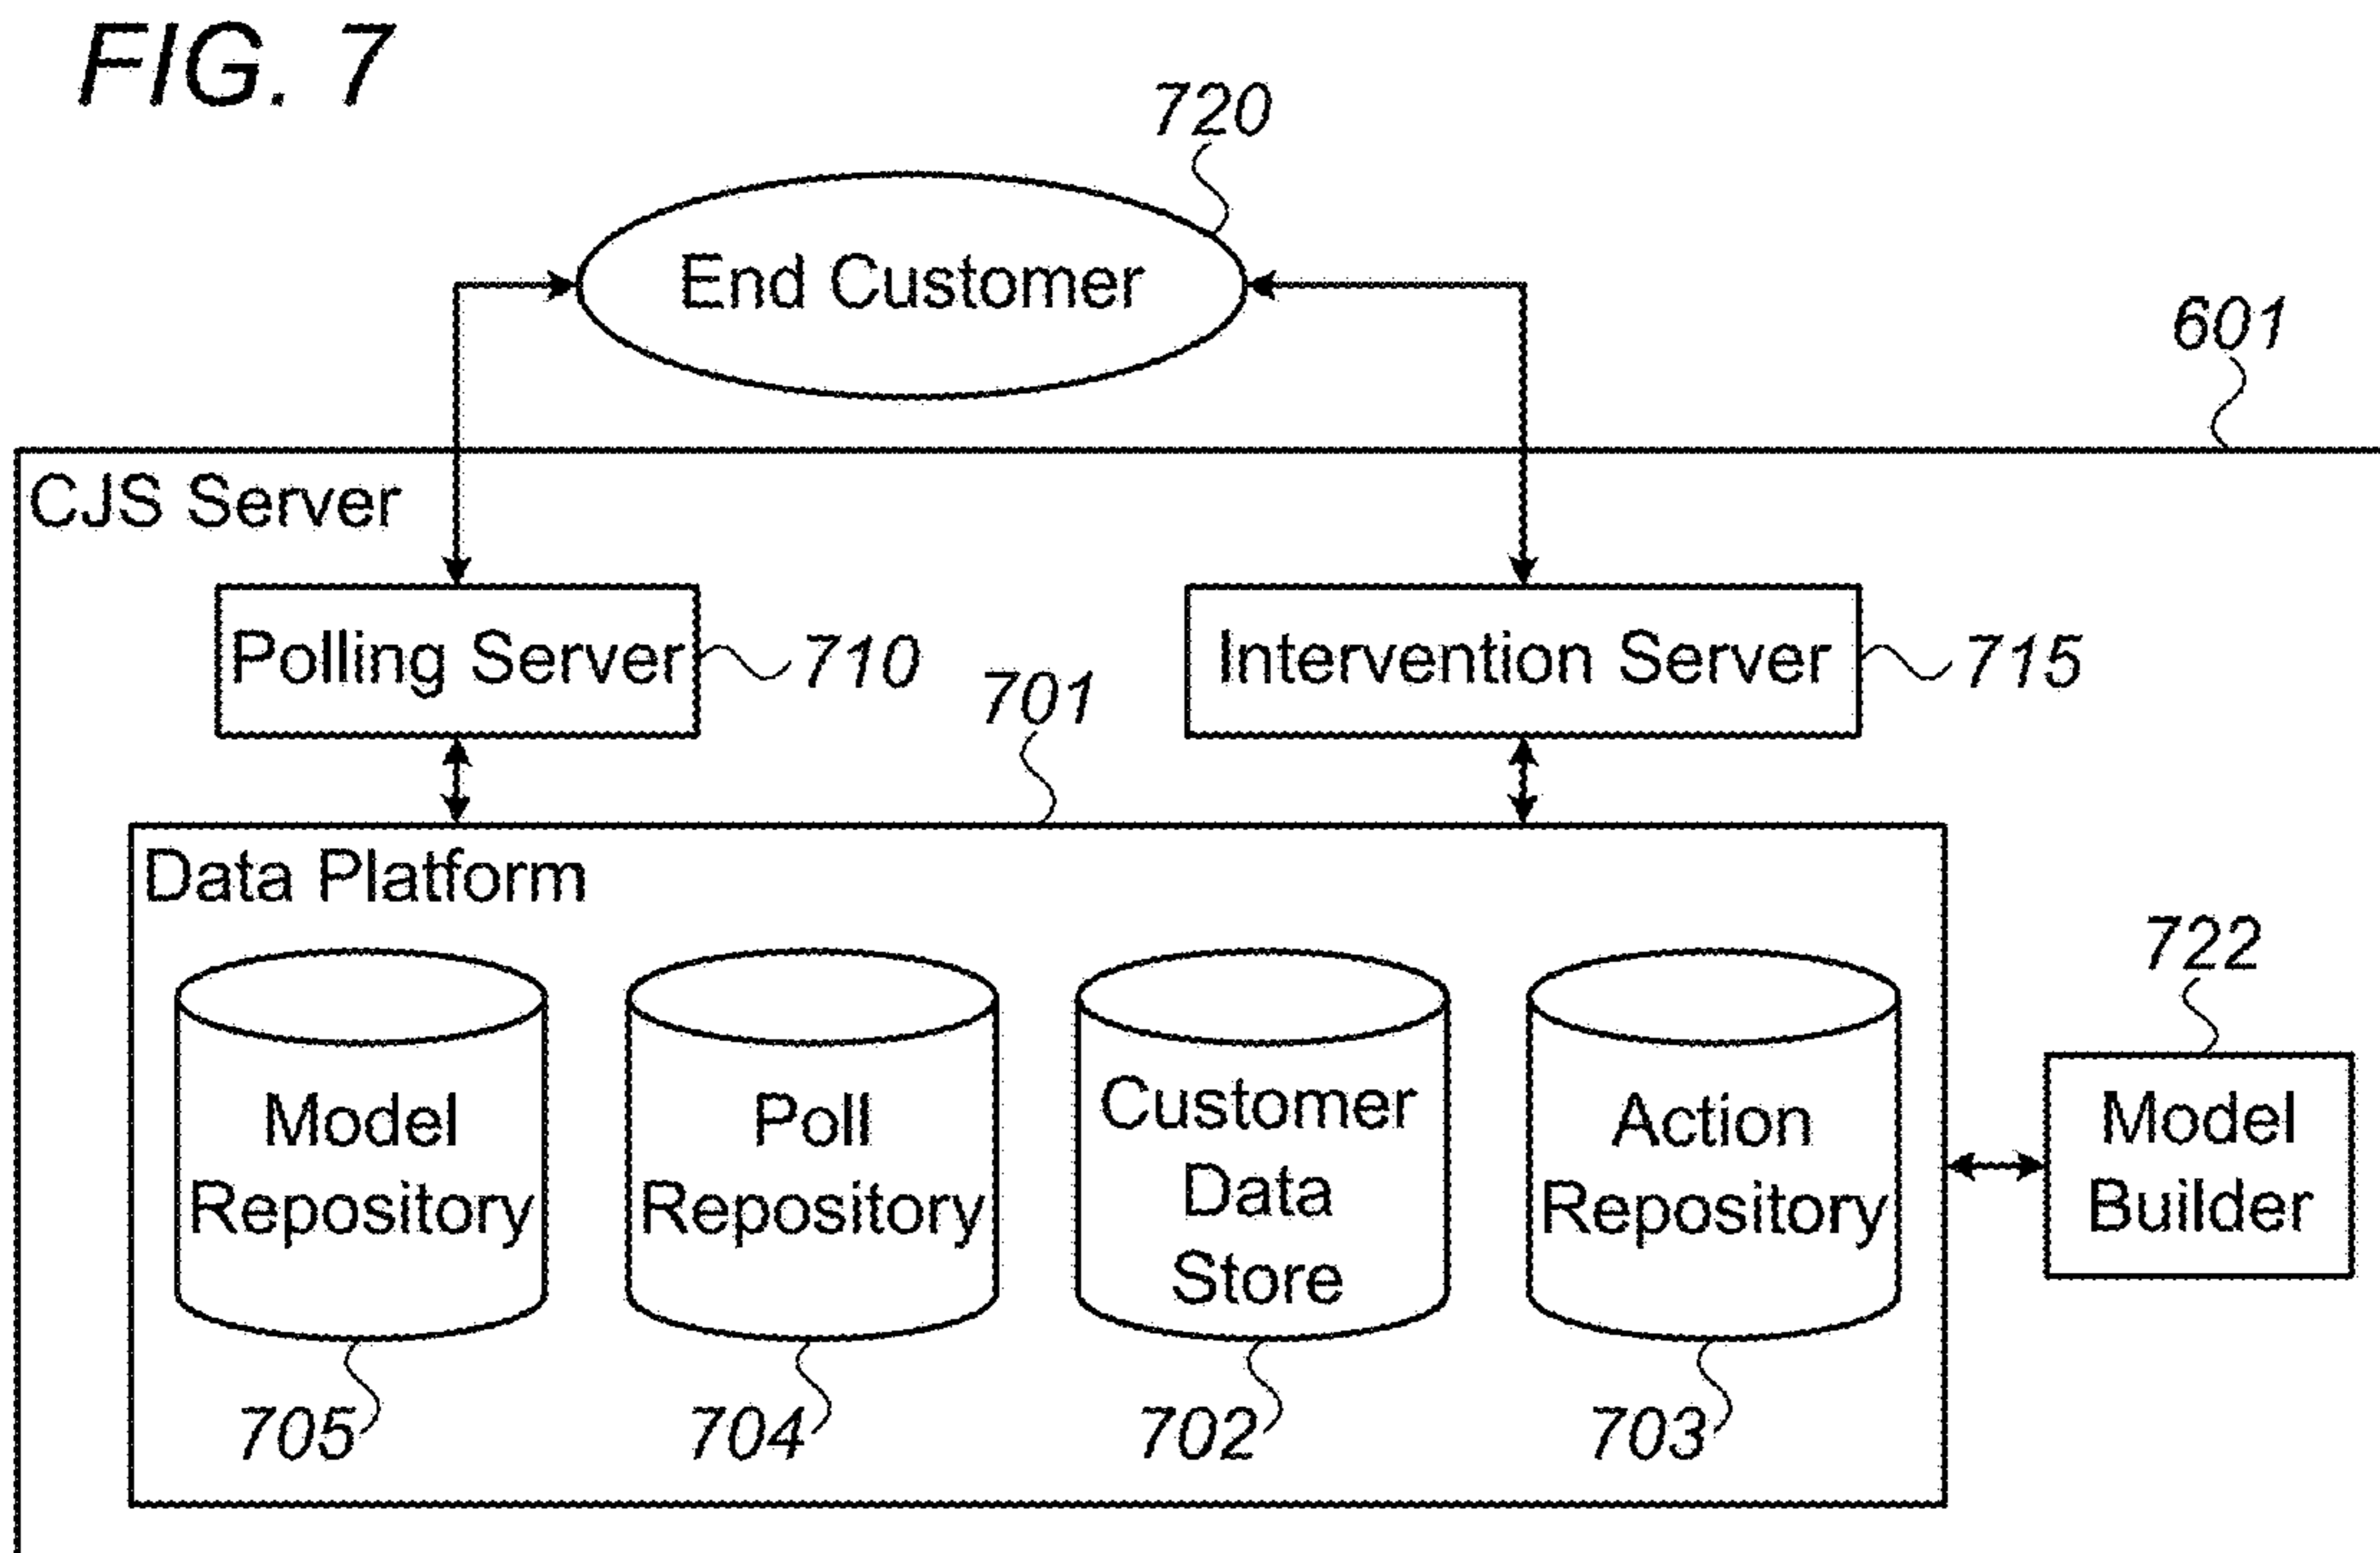 FIG. 7
720
End Customer
601
CJS Server
Polling Server
710
Intervention Server
715
701
Data Platform
722
Model
Repository
Poll
Repository
Customer
Data
Store
Action
Repository
Model
Builder
705
704
702
703